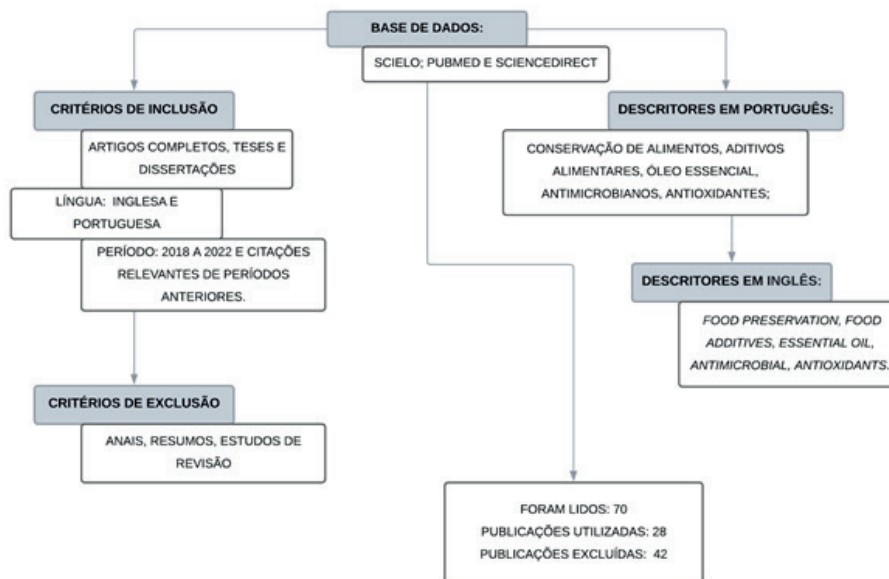 BASE DE DADOS:
SCIELO; PUBMED E SCIENCEDIRECT
CRITÉRIOS DE INCLUSÃO
ARTIGOS COMPLETOS, TESES E
DISSERTAÇÕES
LÍNGUA: INGLESA E
PORTUGUESA
PERÍODO: 2018 A 2022 E CITAÇÕES
RELEVANTES DE PERÍODOS
ANTERIORES.
CRITÉRIOS DE EXCLUSÃO
ANAIS, RESUMOS, ESTUDOS DE
REVISÃO
DESCRITORES EM PORTUGUÊS:
CONSERVAÇÃO DE ALIMENTOS, ADITIVOS
ALIMENTARES, ÓLEO ESSENCIAL,
ANTIMICROBIANOS, ANTIOXIDANTES;
DESCRITORES EM INGLÊS:
FOOD PRESERVATION, FOOD
ADDITIVES, ESSENTIAL OIL,
ANTIMICROBIAL, ANTIOXIDANTS.
FORAM LIDOS: 70
PUBLICAÇÕES UTILIZADAS: 28
PUBLICAÇÕES EXCLUÍDAS: 42